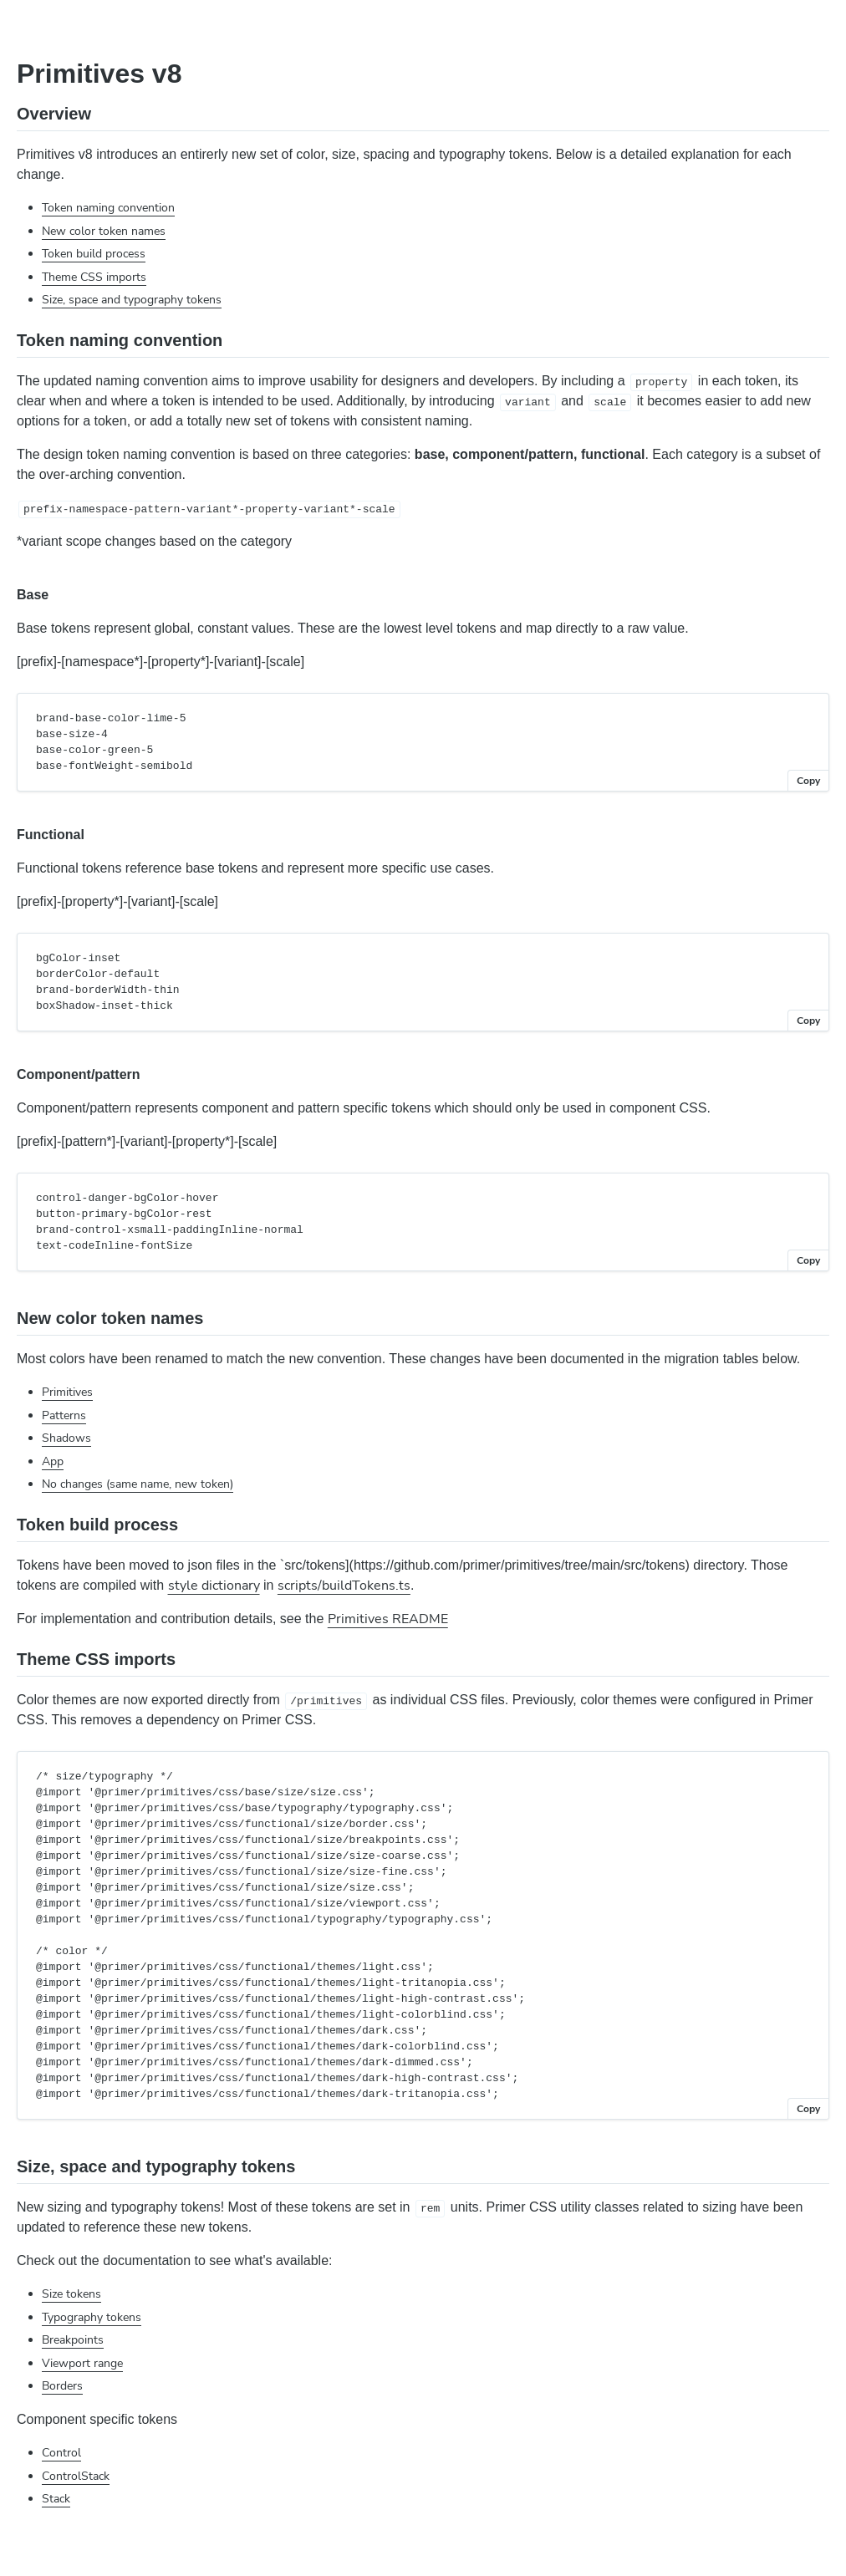 Primitives v8
Overview
Primitives v8 introduces an entirerly new set of color, size, spacing and typography tokens. Below is a detailed explanation for each
change.
Token naming convention
New color token names
Token build process
Theme CSS imports
Size, space and typography tokens
Token naming convention
The updated naming convention aims to improve usability for designers and developers. By including a property in each token, its
clear when and where a token is intended to be used. Additionally, by introducing variant and scale it becomes easier to add new
options for a token, or add a totally new set of tokens with consistent naming.
The design token naming convention is based on three categories: base, component/pattern, functional. Each category is a subset of
the over-arching convention.
prefix-namespace-pattern-variant*-property-variant*-scale
*variant scope changes based on the category
Base
Base tokens represent global, constant values. These are the lowest level tokens and map directly to a raw value.
[prefix]-[namespace*]-[property*]-[variant]-[scale]
brand-base-color-lime-5
base-size-4
base-color-green-5
base-fontWeight-semibold
Copy
Functional
Functional tokens reference base tokens and represent more specific use cases.
[prefix]-[property*]-[variant]-[scale]
bgColor-inset
borderColor-default
brand-borderWidth-thin
boxShadow-inset-thick
Copy
Component/pattern
Component/pattern represents component and pattern specific tokens which should only be used in component CSS.
[prefix]-[pattern*]-[variant]-[property*]-[scale]
control-danger-bgColor-hover
button-primary-bgColor-rest
brand-control-xsmall-paddingInline-normal
text-codeInline-fontSize
Copy
New color token names
Most colors have been renamed to match the new convention. These changes have been documented in the migration tables below.
Primitives
Patterns
Shadows
App
No changes (same name, new token)
Token build process
Tokens have been moved to json files in the `src/tokens](https://github.com/primer/primitives/tree/main/src/tokens) directory. Those
tokens are compiled with style dictionary in scripts/buildTokens.ts.
For implementation and contribution details, see the Primitives README
Theme CSS imports
Color themes are now exported directly from /primitives as individual CSS files. Previously, color themes were configured in Primer
CSS. This removes a dependency on Primer CSS.
/* size/typography */
@import '@primer/primitives/css/base/size/size.css';
@import '@primer/primitives/css/base/typography/typography.css';
@import '@primer/primitives/css/functional/size/border.css';
@import '@primer/primitives/css/functional/size/breakpoints.css';
@import '@primer/primitives/css/functional/size/size-coarse.css';
@import '@primer/primitives/css/functional/size/size-fine.css';
@import '@primer/primitives/css/functional/size/size.css';
@import '@primer/primitives/css/functional/size/viewport.css';
@import '@primer/primitives/css/functional/typography/typography.css';
/* color */
@import '@primer/primitives/css/functional/themes/light.css';
@import '@primer/primitives/css/functional/themes/light-tritanopia.css';
@import '@primer/primitives/css/functional/themes/light-high-contrast.css';
@import '@primer/primitives/css/functional/themes/light-colorblind.css';
@import '@primer/primitives/css/functional/themes/dark.css';
@import '@primer/primitives/css/functional/themes/dark-colorblind.css';
@import '@primer/primitives/css/functional/themes/dark-dimmed.css';
@import '@primer/primitives/css/functional/themes/dark-high-contrast.css';
@import '@primer/primitives/css/functional/themes/dark-tritanopia.css';
Copy
Size, space and typography tokens
New sizing and typography tokens! Most of these tokens are set in rem units. Primer CSS utility classes related to sizing have been
updated to reference these new tokens.
Check out the documentation to see what's available:
Size tokens
Typography tokens
Breakpoints
Viewport range
Borders
Component specific tokens
Control
ControlStack
Stack